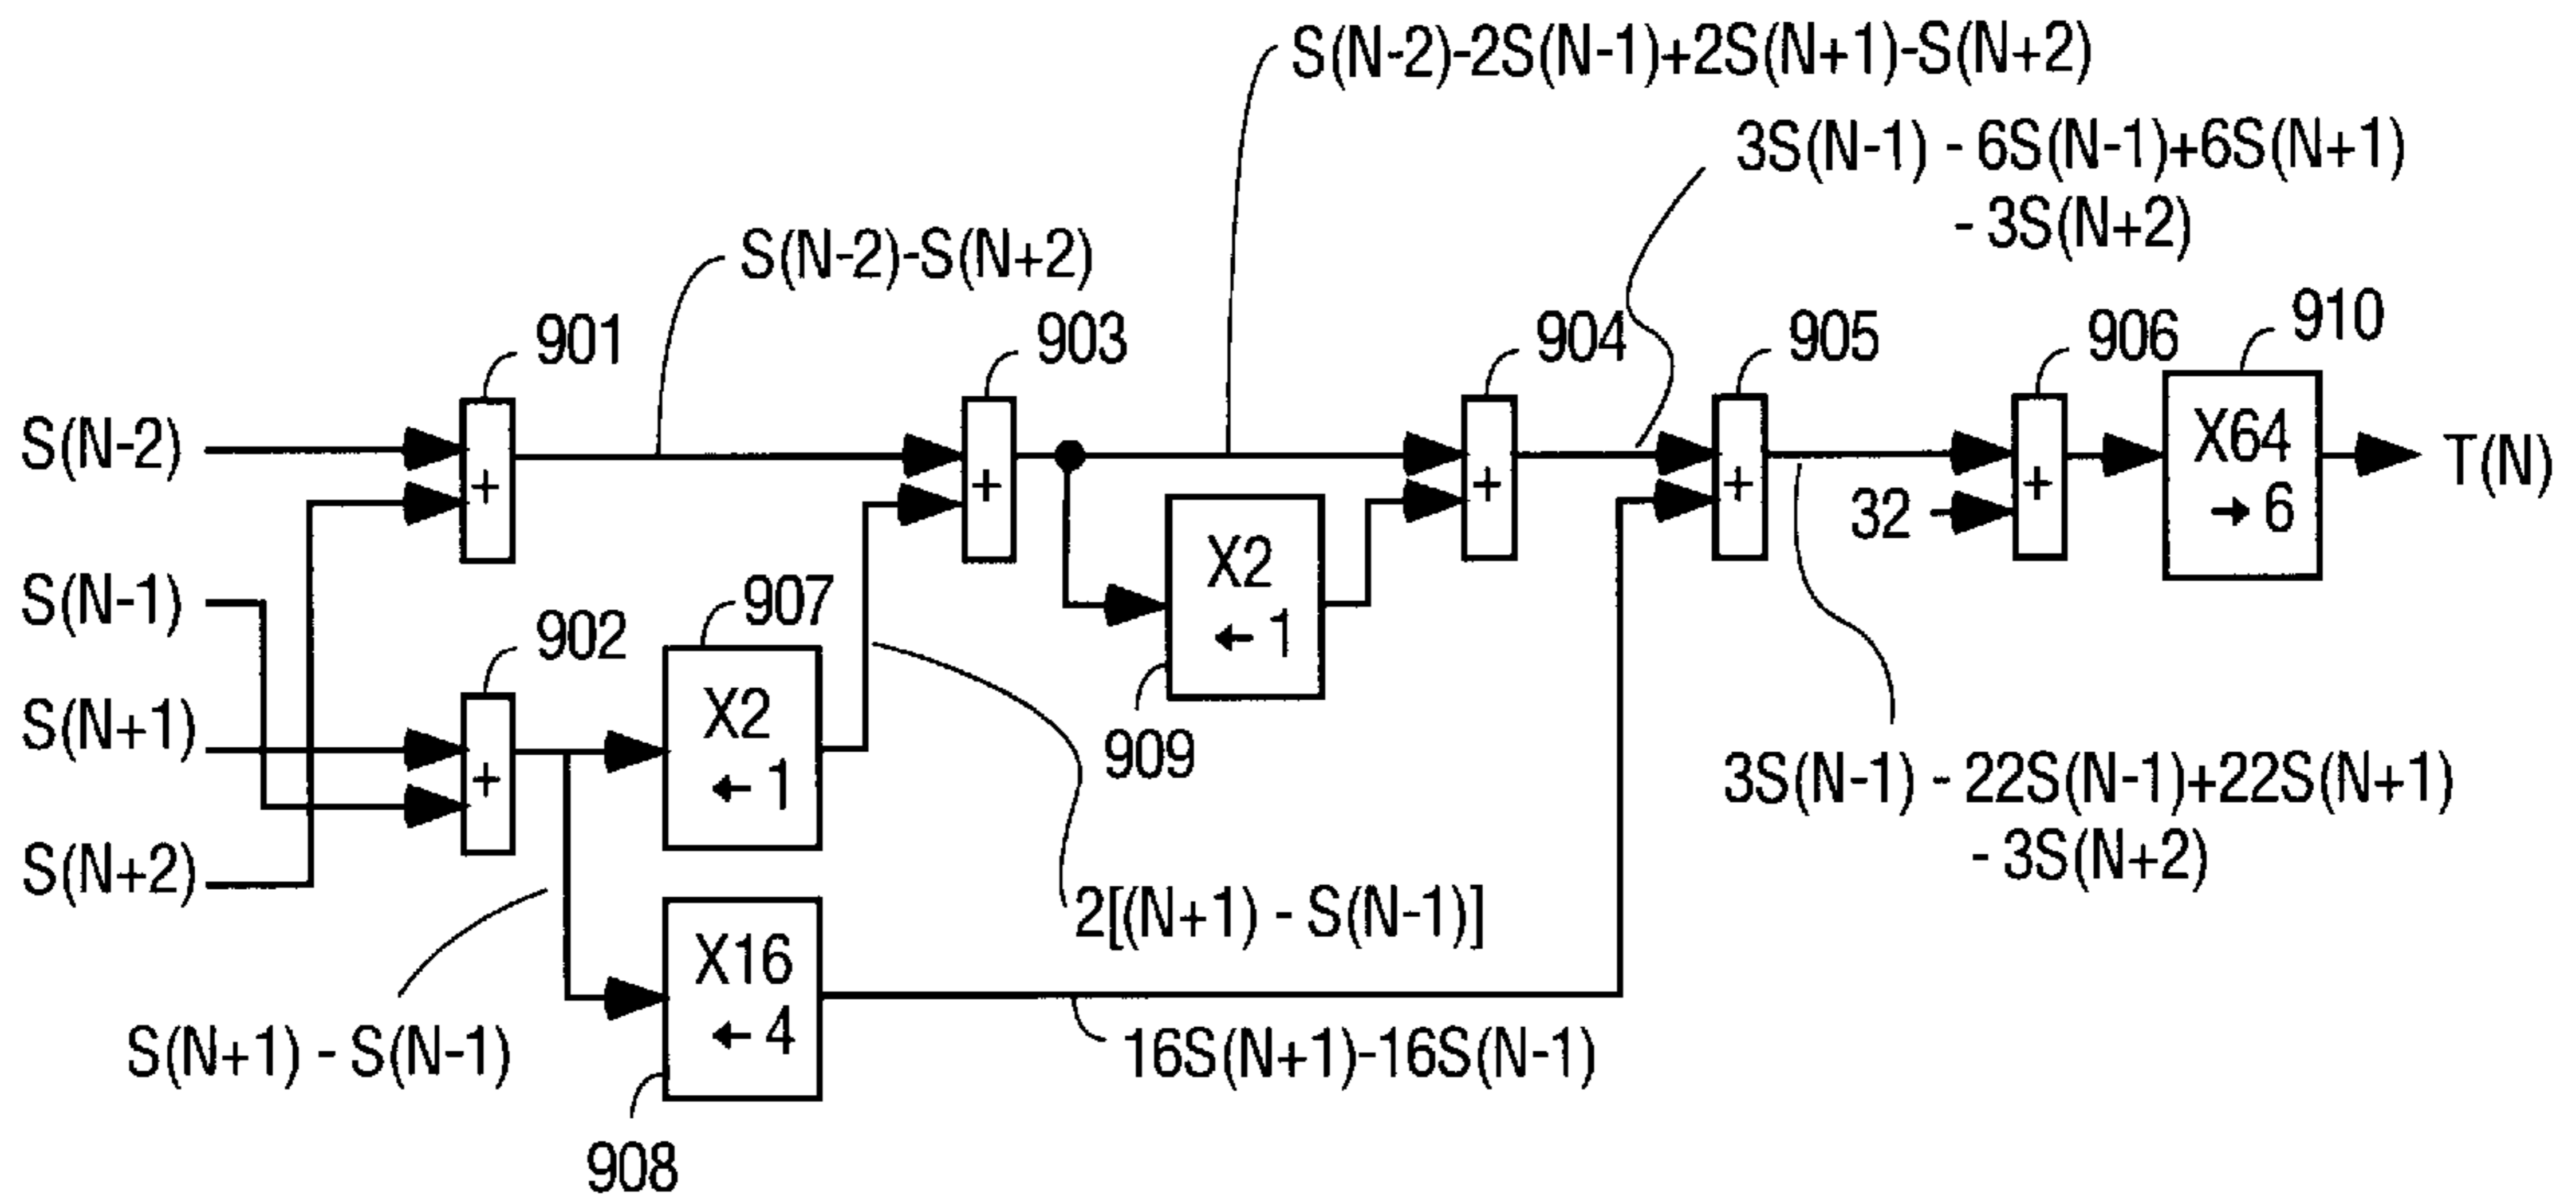 S(N-2)-2S(N-1)+2S(N+1)-S(N+2)
3S(N-1) - 6S(N-1)+6S(N+1)
- 3S(N+2)
S(N-2)-S(N+2)
901
903
904
905
906
910
S(N-2)
+
+
+
+
+
32
X64
→ 6
T(N)
S(N-1)
902
907
X2
← 1
909
S(N+1)
+
X2
← 1
S(N+2)
3S(N-1) - 22S(N-1)+22S(N+1)
- 3S(N+2)
2[(N+1) - S(N-1)]
X16
← 4
S(N+1) - S(N-1)
16S(N+1)-16S(N-1)
908